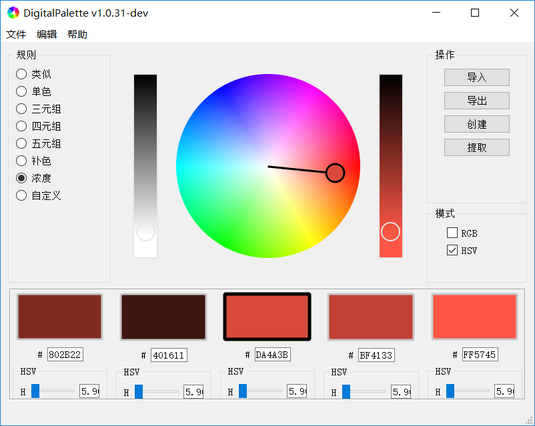 DigitalPalette v1.0.31-dev
文件 编辑 帮助
规则
类似
单色
三元组
四元组
五元组
补色
浓度
自定义
操作
导入
导出
创建
提取
模式
RGB
HSV
# 802B22 # 401611 # DA4A3B # BF4133 # FF5745
HSV HSV HSV HSV HSV
H 5.9 H 5.9 H 5.9 H 5.9 H 5.9